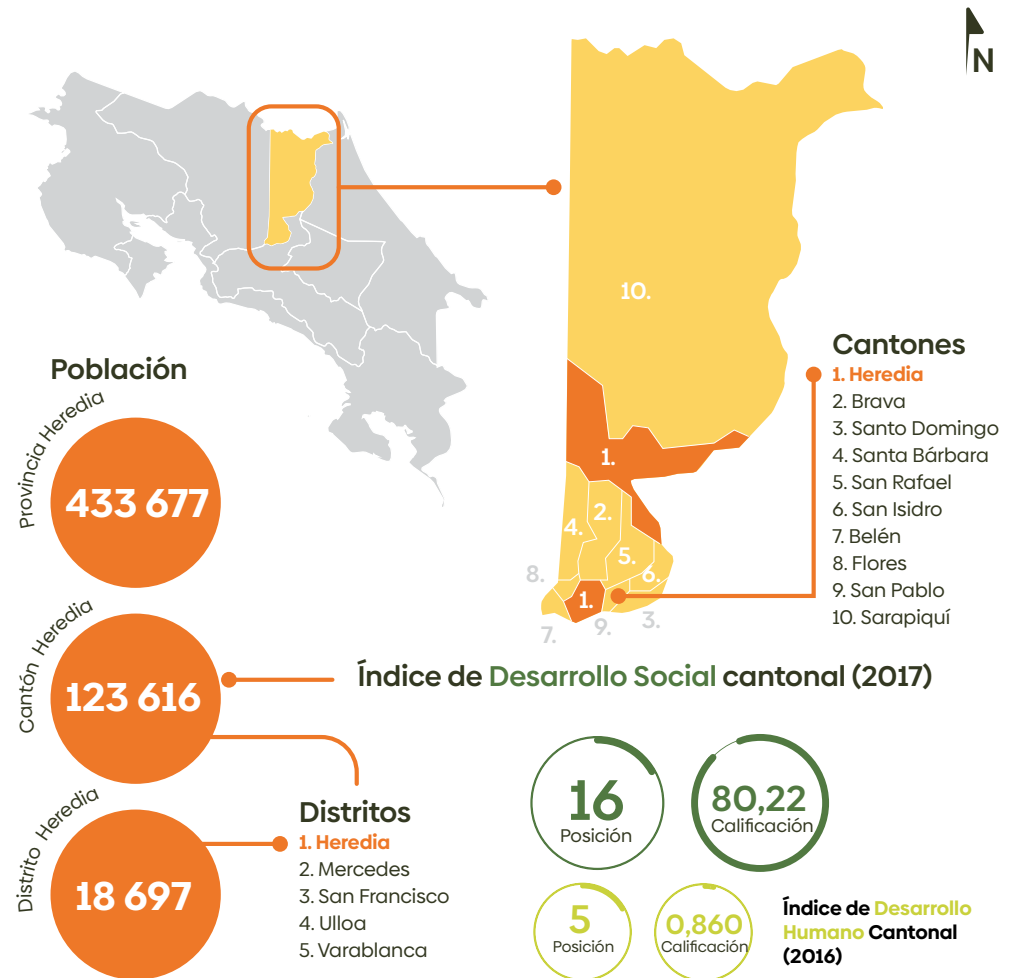 N
10.
1.
2.
4.
5.
6.
8.
1.
3.
9.
7.
Cantones
1. Heredia
2. Brava
3. Santo Domingo
4. Santa Bárbara
5. San Rafael
6. San Isidro
7. Belén
8. Flores
9. San Pablo
10. Sarapiquí
Población
Provincia Heredia
433 677
Cantón Heredia
123 616
Distrito Heredia
18 697
Distritos
1. Heredia
2. Mercedes
3. San Francisco
4. Ulloa
5. Varablanca
Índice de Desarrollo Social cantonal (2017)
16
Posición
80,22
Calificación
5
Posición
0,860
Calificación
Índice de Desarrollo
Humano Cantonal
(2016)